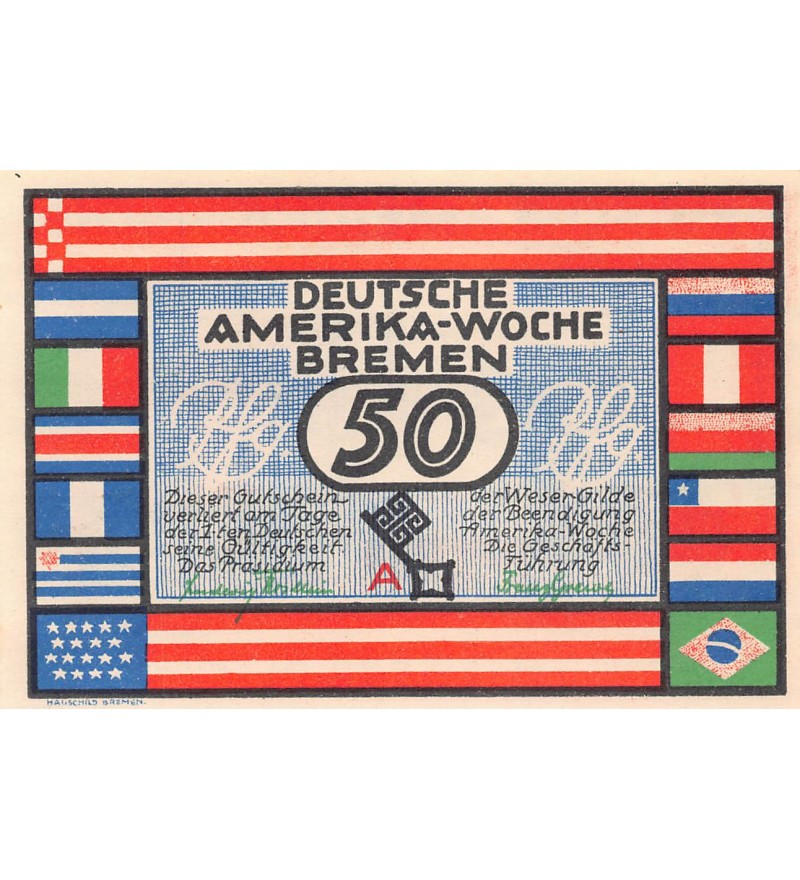 DEUTSCHE
AMERIKA-WOCHE
BREMEN
Pfg. 50 Pfg.
Dieser Gutschein
verliert am Tage
der 1ten Deutschen
seine Gültigkeit.
Das Präsidium
der Weser-Gilde
der Beendigung
Amerika-Woche
Die Geschäfts-
führung
A
HAUSCHILD BREMEN.